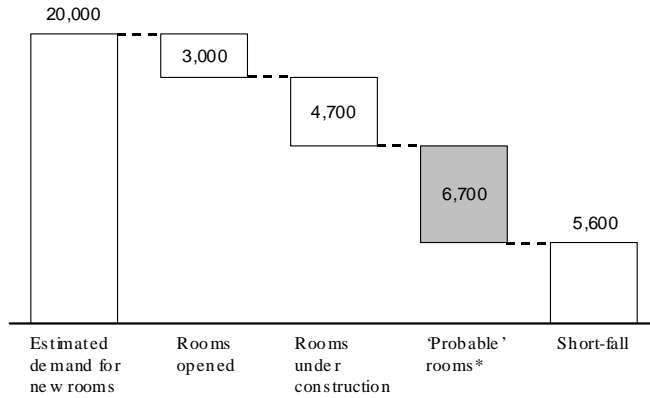 20,000
3,000
4,700
6,700
5,600
Estimated
demand for
new rooms
Rooms
opened
Rooms
under
construction
‘Probable’
rooms*
Short-fall